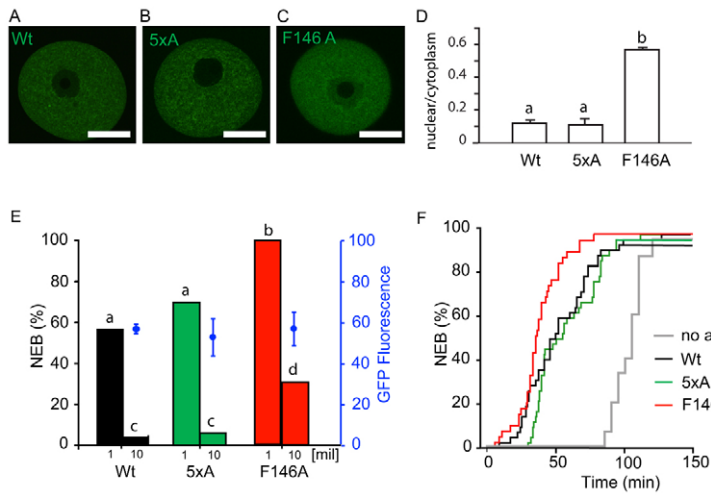 A
Wt
B
5xA
C
F146 A
D
nuclear/cytoplasm
0.6
0.4
0.2
0
a
a
b
Wt
5xA
F146A
E
NEB (%)
100
80
60
40
20
0
a
c
a
c
b
d
100
80
60
40
20
0
GFP Fluorescence
1 10 1 10 1 10 [mil]
Wt
5xA
F146A
F
NEB (%)
100
80
60
40
20
0
no a
Wt
5xA
F146
0 50 100 150
Time (min)